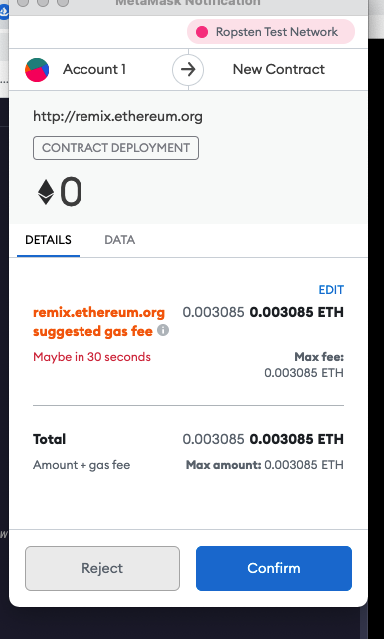 MetaMask Notification
Ropsten Test Network
Account 1
New Contract
http://remix.ethereum.org
CONTRACT DEPLOYMENT
0
DETAILS
DATA
EDIT
remix.ethereum.org 0.003085 0.003085 ETH
suggested gas fee
Maybe in 30 seconds
Max fee:
0.003085 ETH
Total 0.003085 0.003085 ETH
Amount + gas fee Max amount: 0.003085 ETH
Reject
Confirm